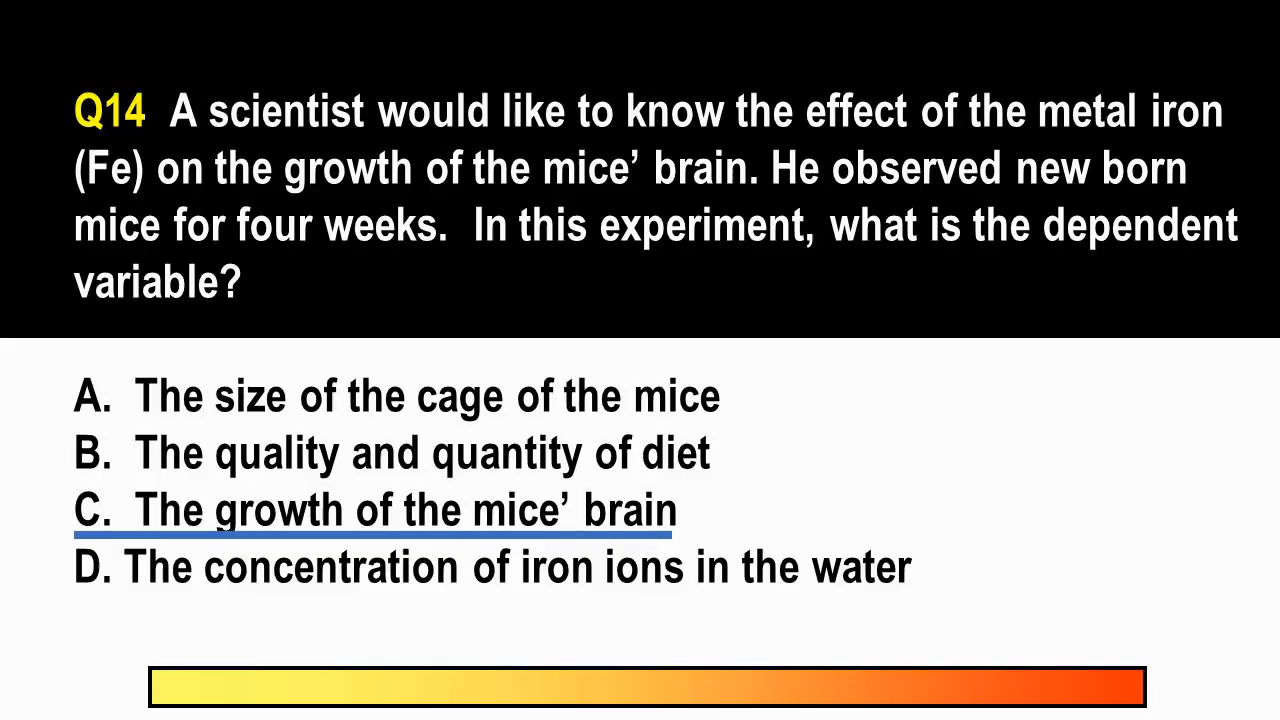 Q14 A scientist would like to know the effect of the metal iron
(Fe) on the growth of the mice’ brain. He observed new born
mice for four weeks. In this experiment, what is the dependent
variable?
A. The size of the cage of the mice
B. The quality and quantity of diet
C. The growth of the mice’ brain
D. The concentration of iron ions in the water